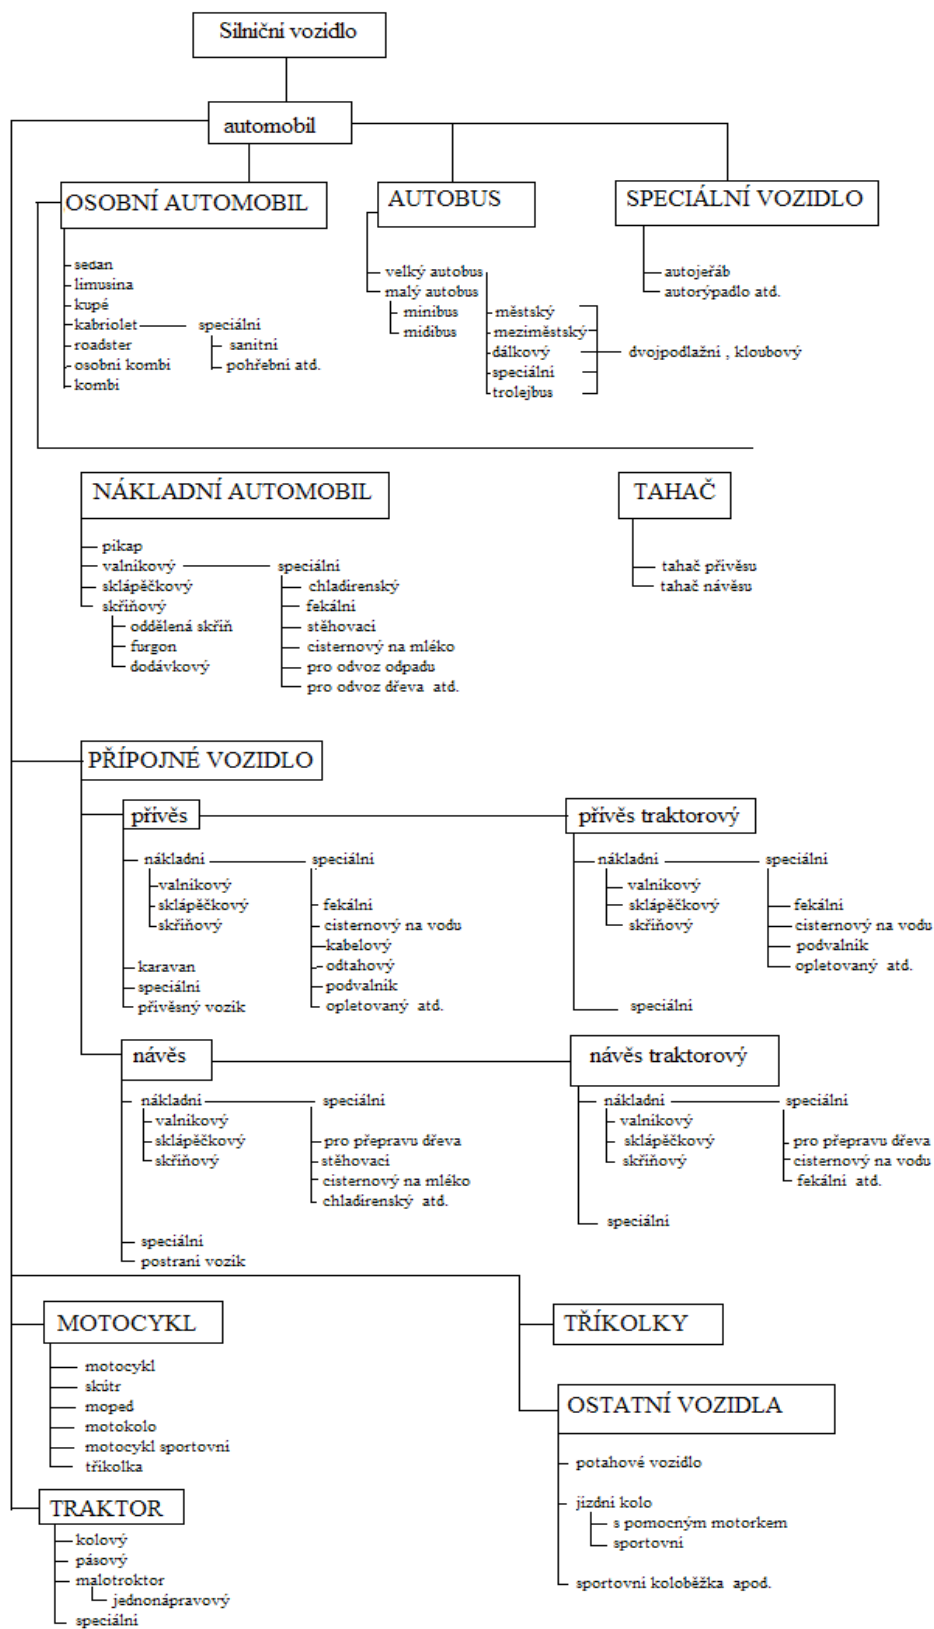 Silniční vozidlo
automobil
OSOBNÍ AUTOMOBIL
sedan
limusina
kupé
kabriolet
speciální
roadster
sanitní
osobní kombi
pohřební atd.
kombi
AUTOBUS
velký autobus
malý autobus
minibus
midibus
městský
meziměstský
dálkový
speciální
trolejbus
dvojpodlažní , kloubový
SPECIÁLNÍ VOZIDLO
autojeřáb
autorýpadlo atd.
NÁKLADNÍ AUTOMOBIL
pikap
valníkový
sklápěčkový
skříňový
oddělená skříň
furgon
dodávkový
speciální
chladírenský
fekální
stěhovací
cisternový na mléko
pro odvoz odpadu
pro odvoz dřeva atd.
TAHAČ
tahač přívěsu
tahač návěsu
PŘÍPOJNÉ VOZIDLO
přívěs
nákladní
valníkový
sklápěčkový
skříňový
karavan
speciální
přívěsný vozík
speciální
fekální
cisternový na vodu
kabelový
odtahový
podvalník
opletovaný atd.
přívěs traktorový
nákladní
valníkový
sklápěčkový
skříňový
speciální
speciální
fekální
cisternový na vodu
podvalník
opletovaný atd.
návěs
nákladní
valníkový
sklápěčkový
skříňový
speciální
postraní vozík
speciální
pro přepravu dřeva
stěhovací
cisternový na mléko
chladírenský atd.
návěs traktorový
nákladní
valníkový
sklápěčkový
skříňový
speciální
speciální
pro přepravu dřeva
cisternový na vodu
fekální atd.
MOTOCYKL
motocykl
skútr
moped
motokolo
motocykl sportovní
tříkolka
TŘÍKOLKY
OSTATNÍ VOZIDLA
potahové vozidlo
jízdní kolo
s pomocným motorkem
sportovní
sportovní koloběžka apod.
TRAKTOR
kolový
pásový
malotroktor
jednonápravový
speciální